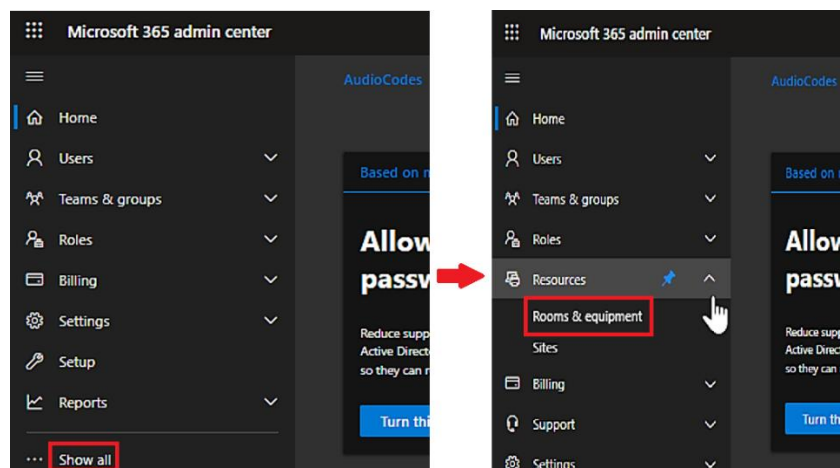 Microsoft 365 admin center
AudioCodes
Home
Users
Based on
Teams & groups
Roles
Allow
Billing
passw
Settings
Reduce supp
Active Direct
Setup
so they can r
Reports
Turn thi
Show all
Microsoft 365 admin center
AudioCodes
Home
Users
Based on
Teams & groups
Roles
Allow
Resources
passw
Rooms & equipment
Reduce supp
Sites
Active Direct
so they can
Billing
Support
Turn th
Settings